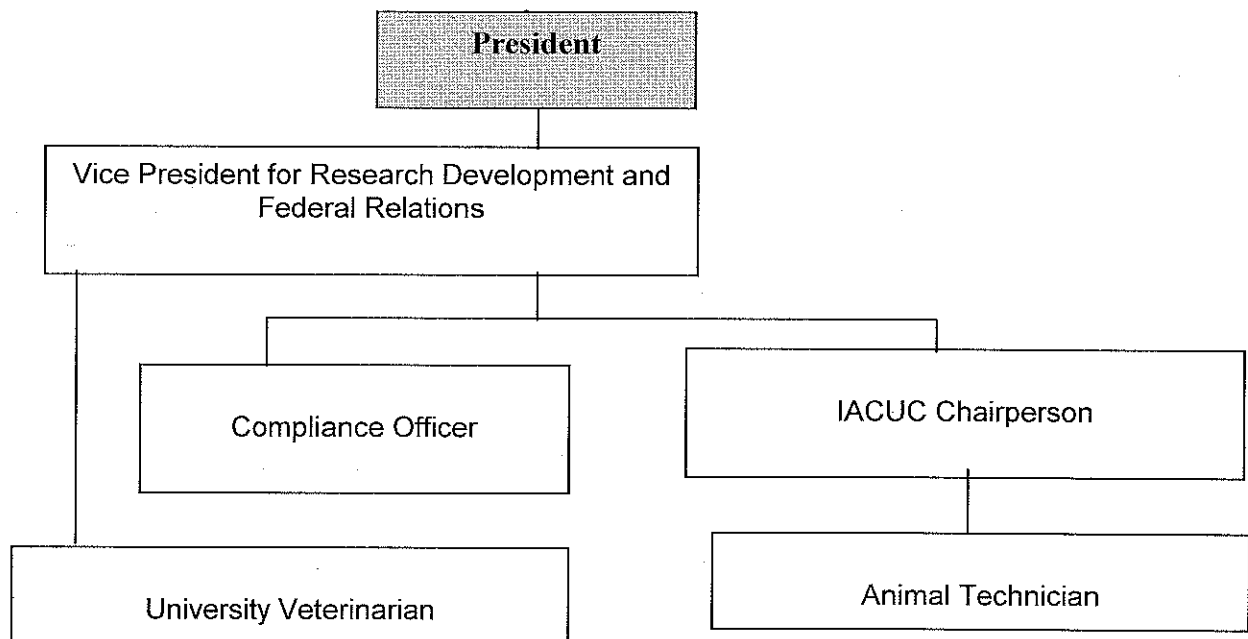 President
Vice President for Research Development and
Federal Relations
Compliance Officer
IACUC Chairperson
University Veterinarian
Animal Technician